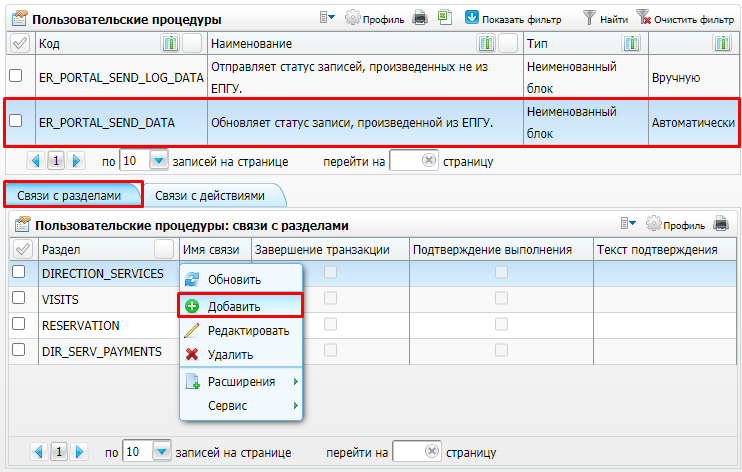 Пользовательские процедуры Профиль Показать фильтр Найти Очистить фильтр
Код Наименование Тип
ER_PORTAL_SEND_LOG_DATA Отправляет статус записей, произведенных не из ЕПГУ. Неименованный блок Вручную
ER_PORTAL_SEND_DATA Обновляет статус записи, произведенной из ЕПГУ. Неименованный блок Автоматически
1 по 10 записей на странице перейти на страницу
Связи с разделами Связи с действиями
Пользовательские процедуры: связи с разделами Профиль
Раздел Имя связи Завершение транзакции Подтверждение выполнения Текст подтверждения
DIRECTION_SERVICES
VISITS
RESERVATION
DIR_SERV_PAYMENTS
Обновить
Добавить
Редактировать
Удалить
Расширения
Сервис
1 по 10 записей на странице перейти на страницу